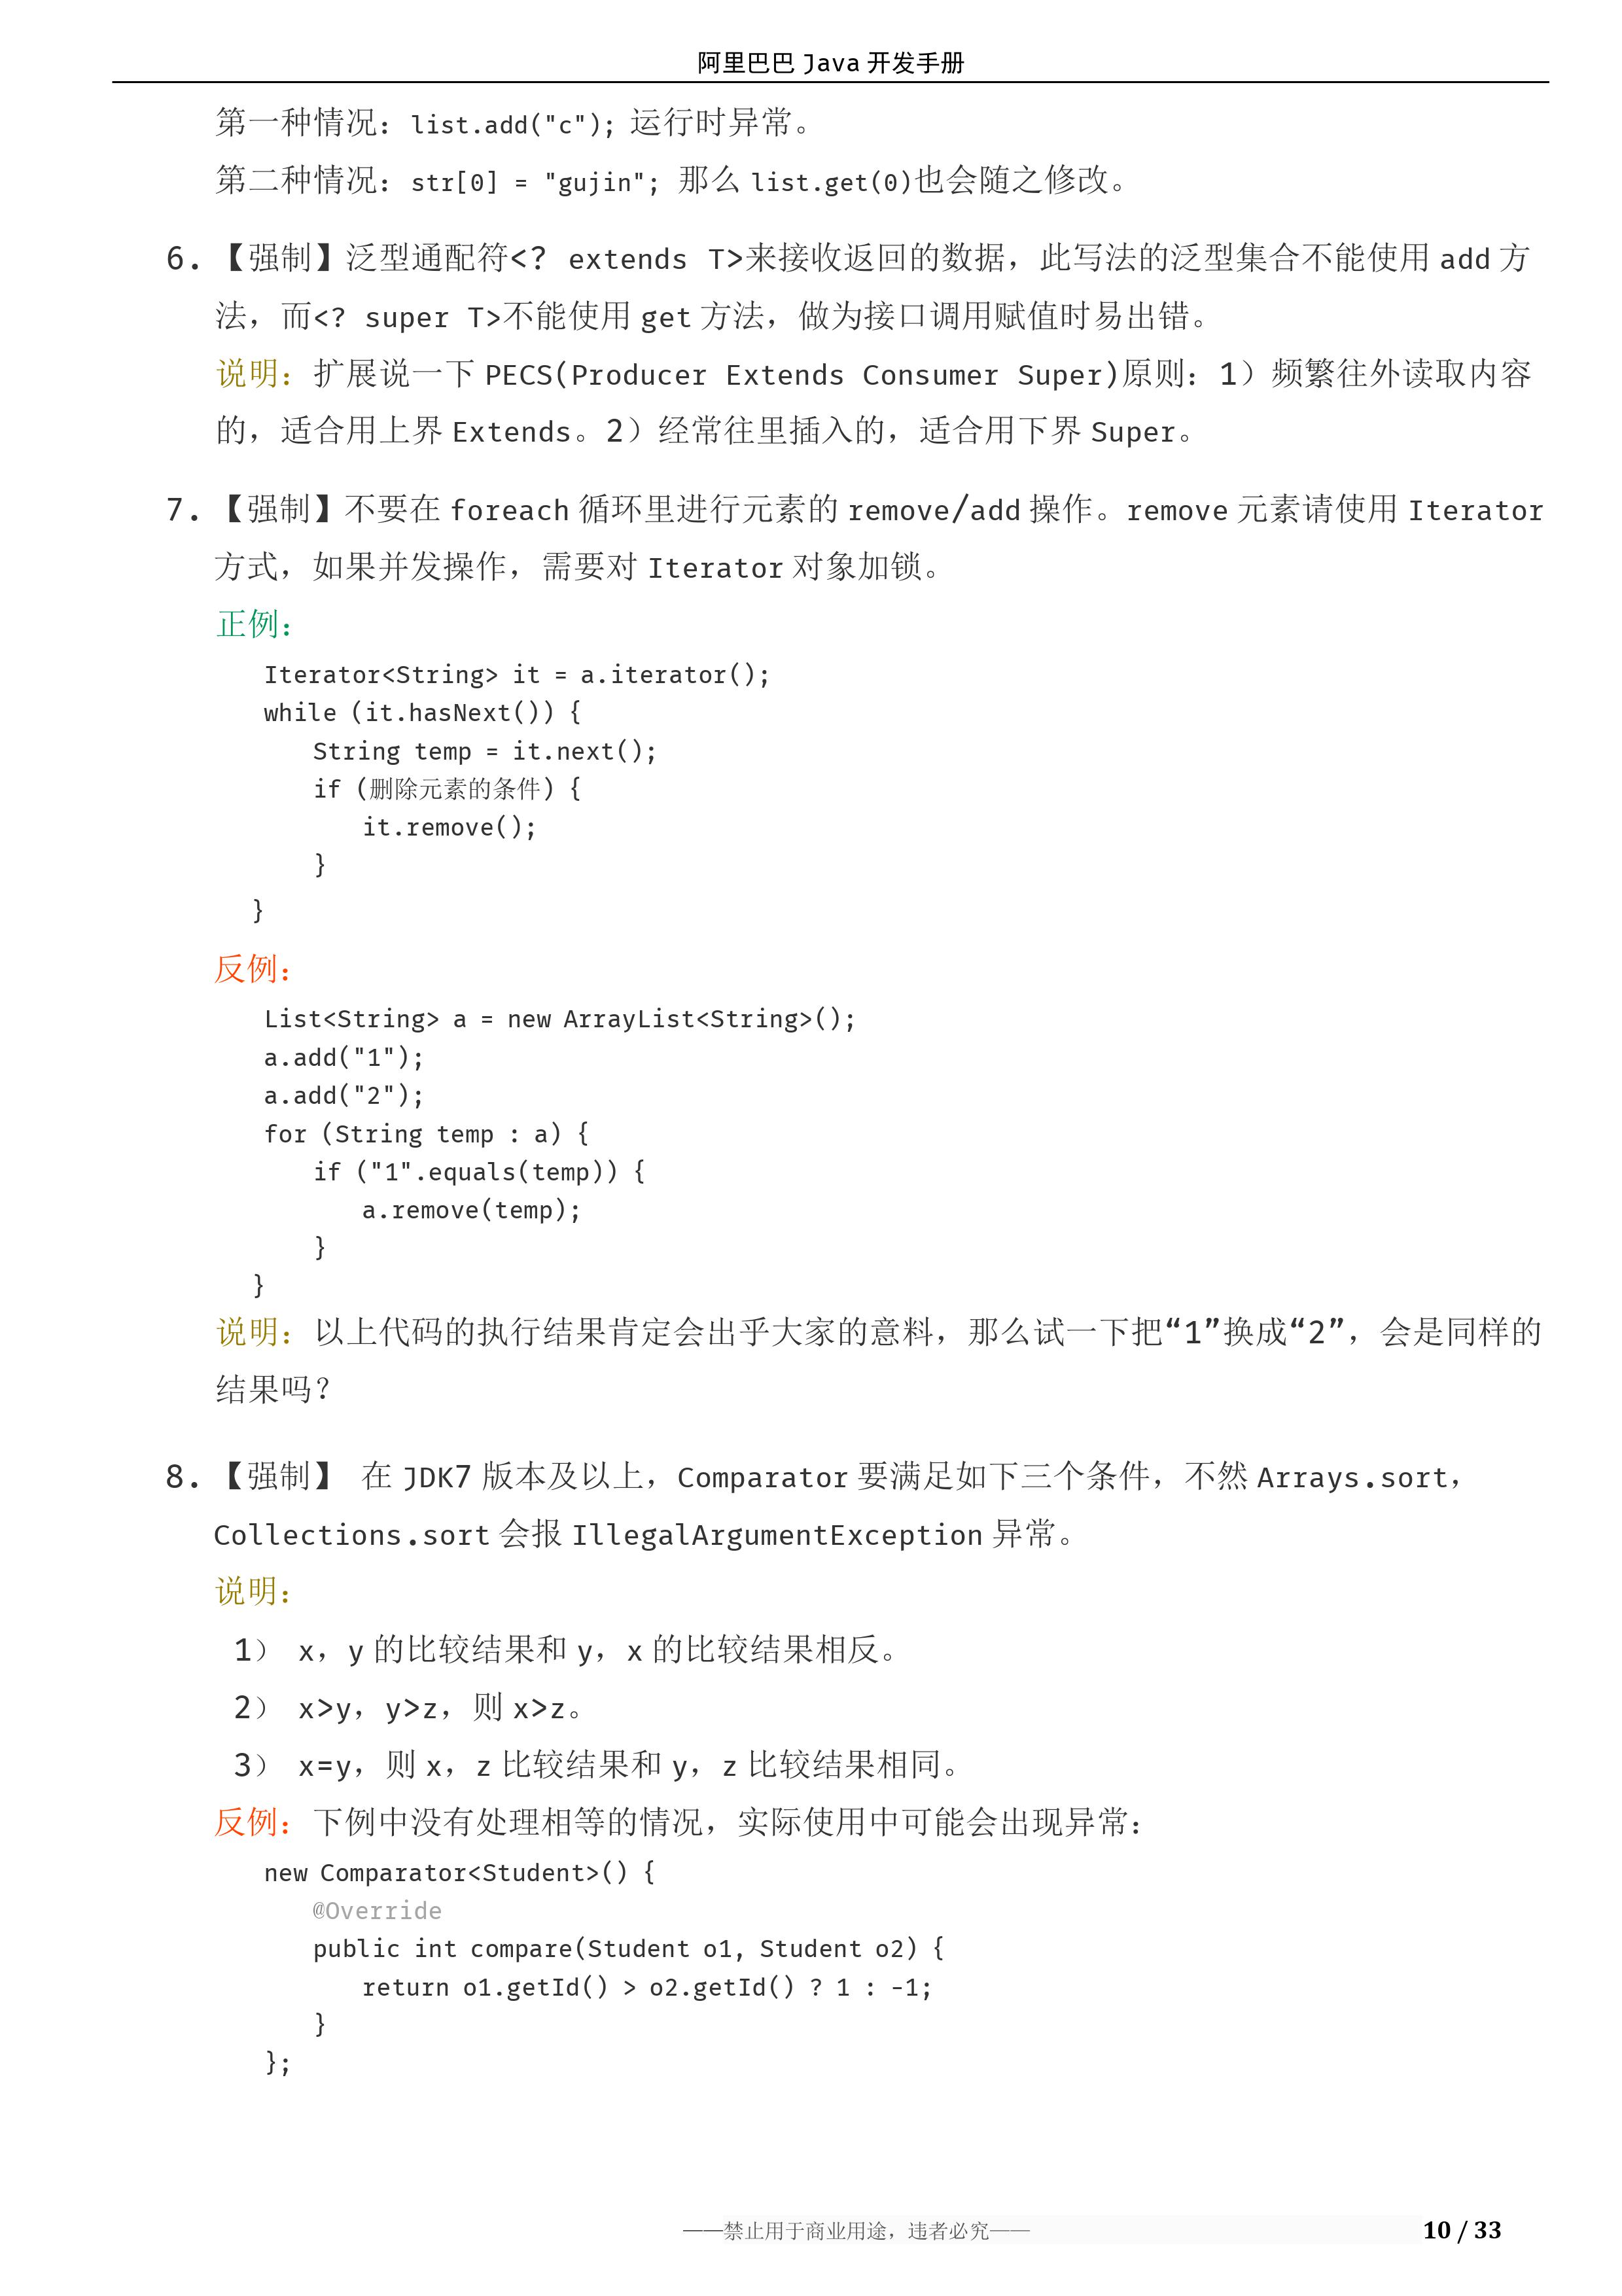 阿里巴巴 Java 开发手册
第一种情况：list.add("c"); 运行时异常。
第二种情况：str[0] = "gujin"; 那么 list.get(0)也会随之修改。
6. 【强制】泛型通配符<? extends T>来接收返回的数据，此写法的泛型集合不能使用 add 方
法，而<? super T>不能使用 get 方法，做为接口调用赋值时易出错。
说明：扩展说一下 PECS(Producer Extends Consumer Super)原则：1）频繁往外读取内容
的，适合用上界 Extends。2）经常往里插入的，适合用下界 Super。
7. 【强制】不要在 foreach 循环里进行元素的 remove/add 操作。remove 元素请使用 Iterator
方式，如果并发操作，需要对 Iterator 对象加锁。
正例：
Iterator<String> it = a.iterator();
while (it.hasNext()) {
String temp = it.next();
if (删除元素的条件) {
it.remove();
}
}
反例：
List<String> a = new ArrayList<String>();
a.add("1");
a.add("2");
for (String temp : a) {
if ("1".equals(temp)) {
a.remove(temp);
}
}
说明：以上代码的执行结果肯定会出乎大家的意料，那么试一下把“1”换成“2”，会是同样的
结果吗？
8. 【强制】 在 JDK7 版本及以上，Comparator 要满足如下三个条件，不然 Arrays.sort，
Collections.sort 会报 IllegalArgumentException 异常。
说明：
1） x，y 的比较结果和 y，x 的比较结果相反。
2） x>y，y>z，则 x>z。
3） x=y，则 x，z 比较结果和 y，z 比较结果相同。
反例：下例中没有处理相等的情况，实际使用中可能会出现异常：
new Comparator<Student>() {
@Override
public int compare(Student o1, Student o2) {
return o1.getId() > o2.getId() ? 1 : -1;
}
};
——禁止用于商业用途，违者必究——
10 / 33